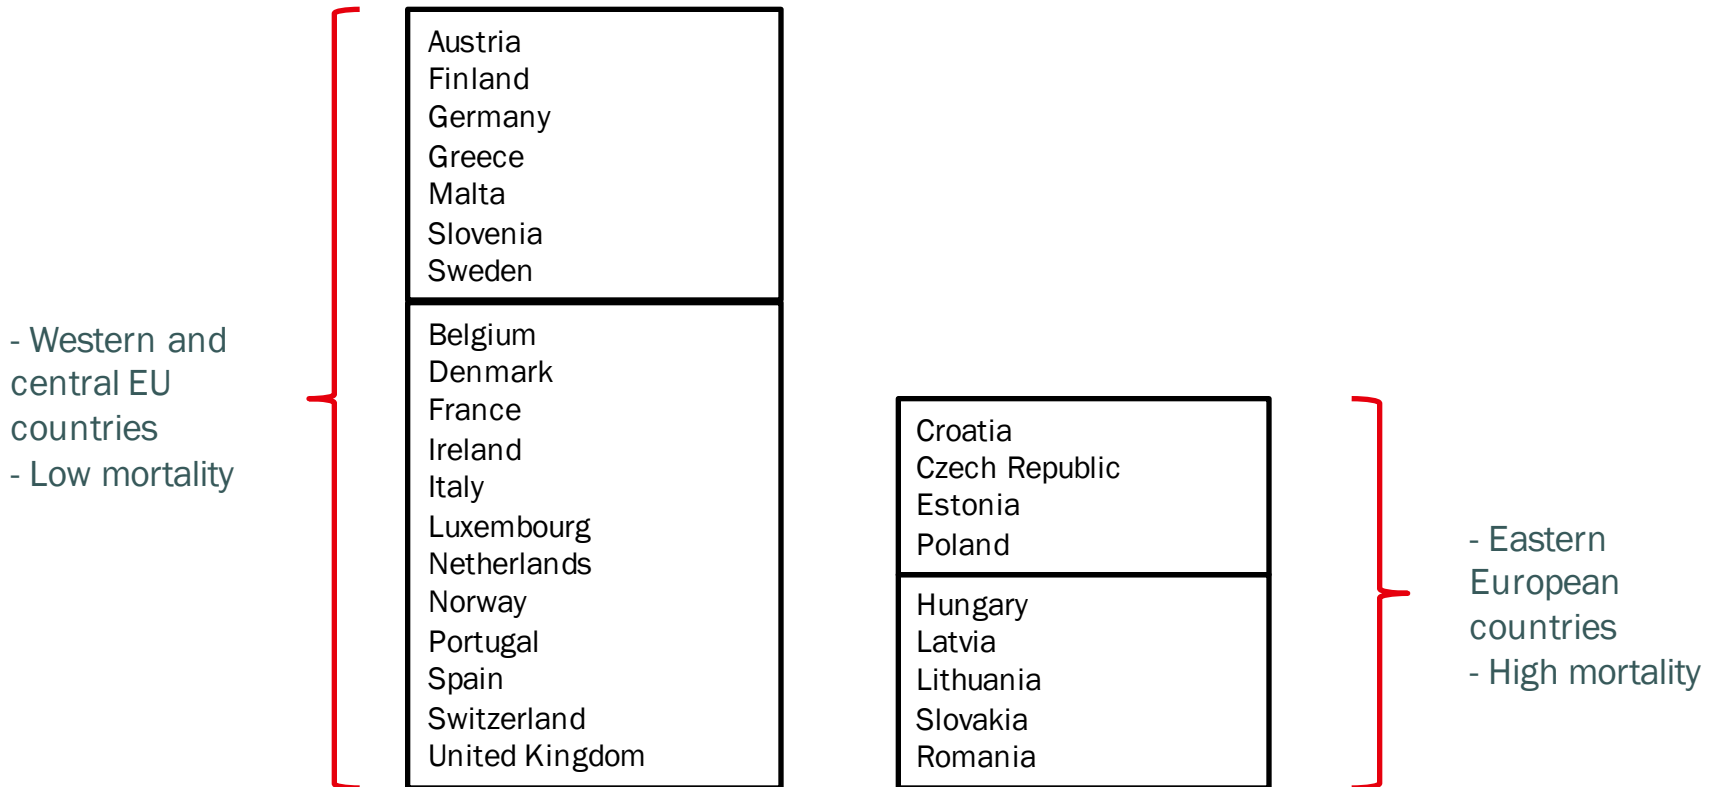 - Western and
central EU
countries
- Low mortality
Austria
Finland
Germany
Greece
Malta
Slovenia
Sweden
Belgium
Denmark
France
Ireland
Italy
Luxembourg
Netherlands
Norway
Portugal
Spain
Switzerland
United Kingdom
Croatia
Czech Republic
Estonia
Poland
Hungary
Latvia
Lithuania
Slovakia
Romania
- Eastern
European
countries
- High mortality